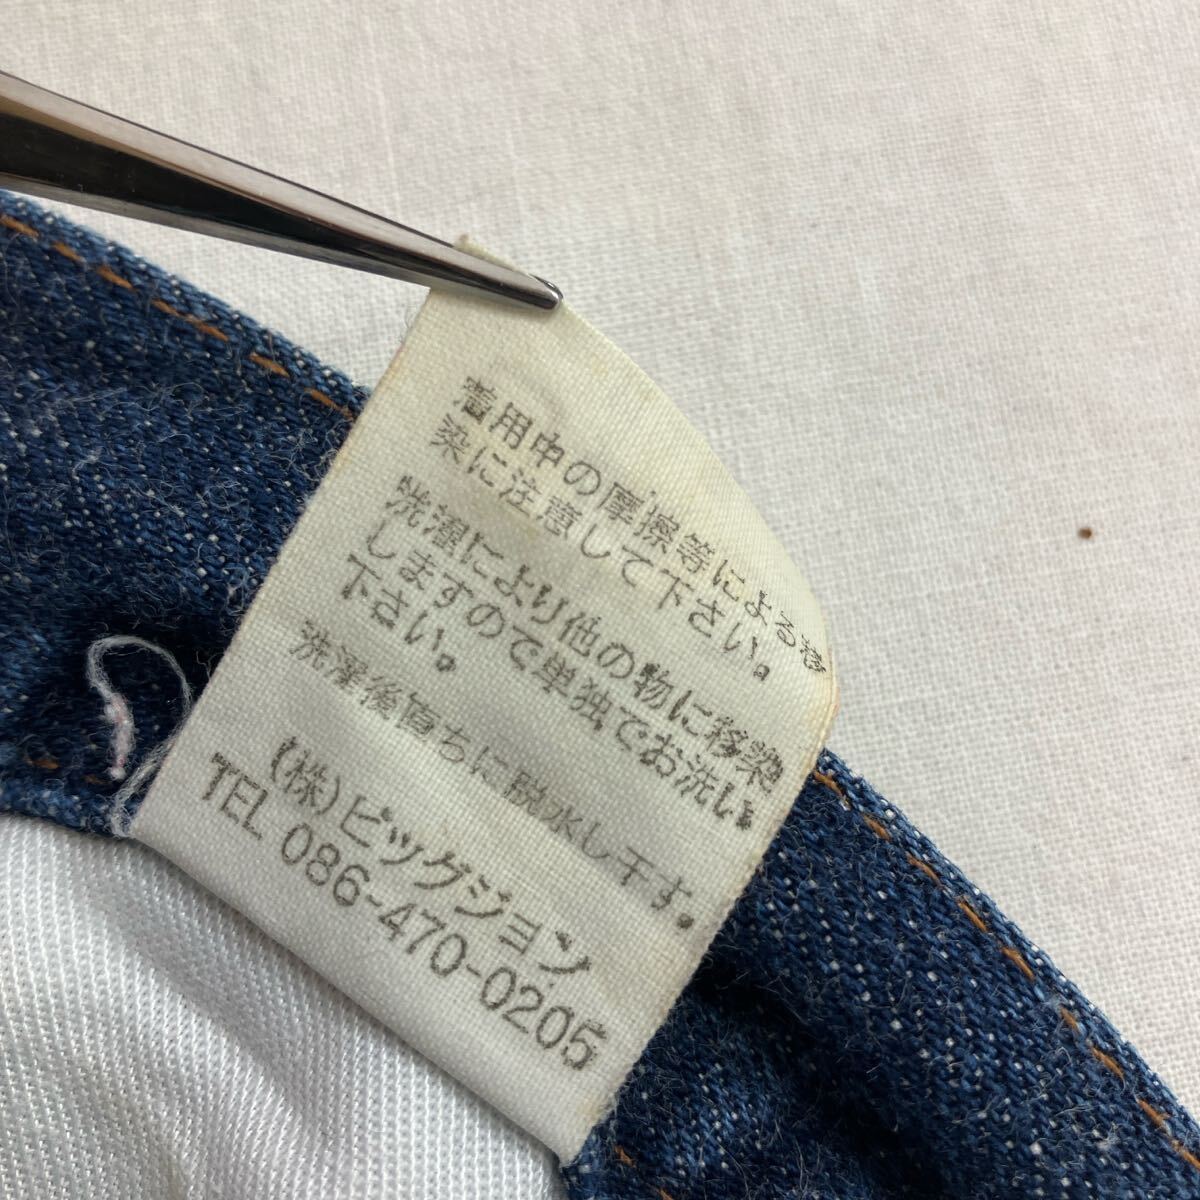 着用中の摩擦等による移
染に注意して下さい。
洗濯により他の物に移染
しますので単独でお洗い
下さい。
洗濯後直ちに脱水し干す。
(株)ビッグジョン
TEL 086-470-0205